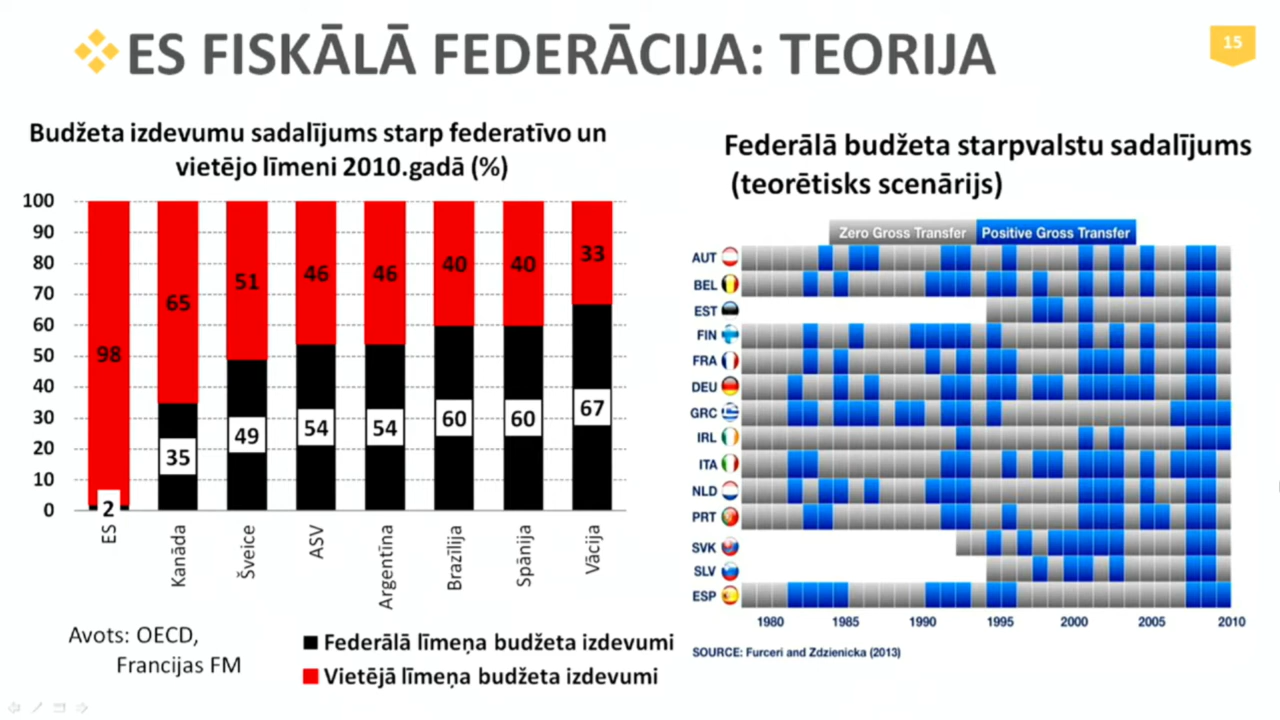 ES FISKĀLĀ FEDERĀCIJA: TEORIJA
15
Budžeta izdevumu sadalījums starp federatīvo un
vietējo līmeni 2010.gadā (%)
100
90
80
70
60
50
40
30
20
10
0
98
65
51
46
46
40
40
33
2
35
49
54
54
60
60
67
ES
Kanāda
Šveice
ASV
Argentīna
Brazīlija
Spānija
Vācija
Avots: OECD,
Francijas FM
Federālā līmeņa budžeta izdevumi
Vietējā līmeņa budžeta izdevumi
Federālā budžeta starpvalstu sadalījums
(teorētisks scenārijs)
Zero Gross Transfer
Positive Gross Transfer
AUT
BEL
EST
FIN
FRA
DEU
GRC
IRL
ITA
NLD
PRT
SVK
SLV
ESP
1980 1985 1990 1995 2000 2005 2010
SOURCE: Furceri and Zdzienicka (2013)